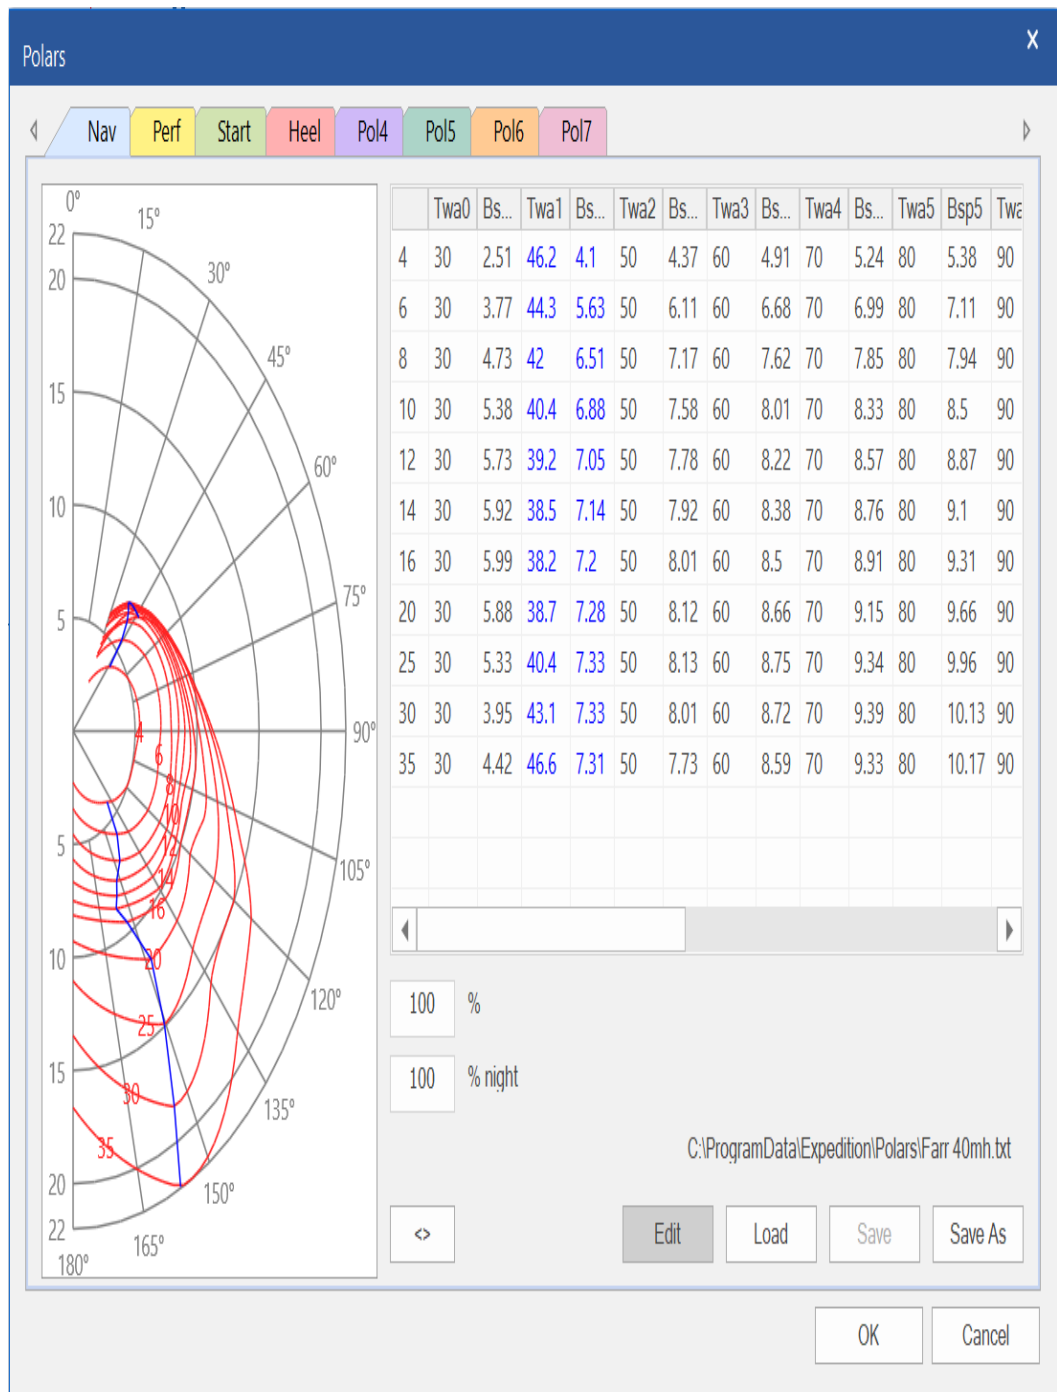 Polars
Nav Perf Start Heel Pol4 Pol5 Pol6 Pol7
0°
15°
30°
45°
60°
75°
90°
105°
120°
135°
150°
165°
180°
22
20
15
10
5
5
10
15
20
22
4
6
8
10
12
14
16
20
25
30
35
Twa0 Bs... Twa1 Bs... Twa2 Bs... Twa3 Bs... Twa4 Bs... Twa5 Bsp5 Twa
4 30 2.51 46.2 4.1 50 4.37 60 4.91 70 5.24 80 5.38 90
6 30 3.77 44.3 5.63 50 6.11 60 6.68 70 6.99 80 7.11 90
8 30 4.73 42 6.51 50 7.17 60 7.62 70 7.85 80 7.94 90
10 30 5.38 40.4 6.88 50 7.58 60 8.01 70 8.33 80 8.5 90
12 30 5.73 39.2 7.05 50 7.78 60 8.22 70 8.57 80 8.87 90
14 30 5.92 38.5 7.14 50 7.92 60 8.38 70 8.76 80 9.1 90
16 30 5.99 38.2 7.2 50 8.01 60 8.5 70 8.91 80 9.31 90
20 30 5.88 38.7 7.28 50 8.12 60 8.66 70 9.15 80 9.66 90
25 30 5.33 40.4 7.33 50 8.13 60 8.75 70 9.34 80 9.96 90
30 30 3.95 43.1 7.33 50 8.01 60 8.72 70 9.39 80 10.13 90
35 30 4.42 46.6 7.31 50 7.73 60 8.59 70 9.33 80 10.17 90
100 %
100 % night
C:\ProgramData\Expedition\Polars\Farr 40mh.txt
<> Edit Load Save Save As
OK Cancel